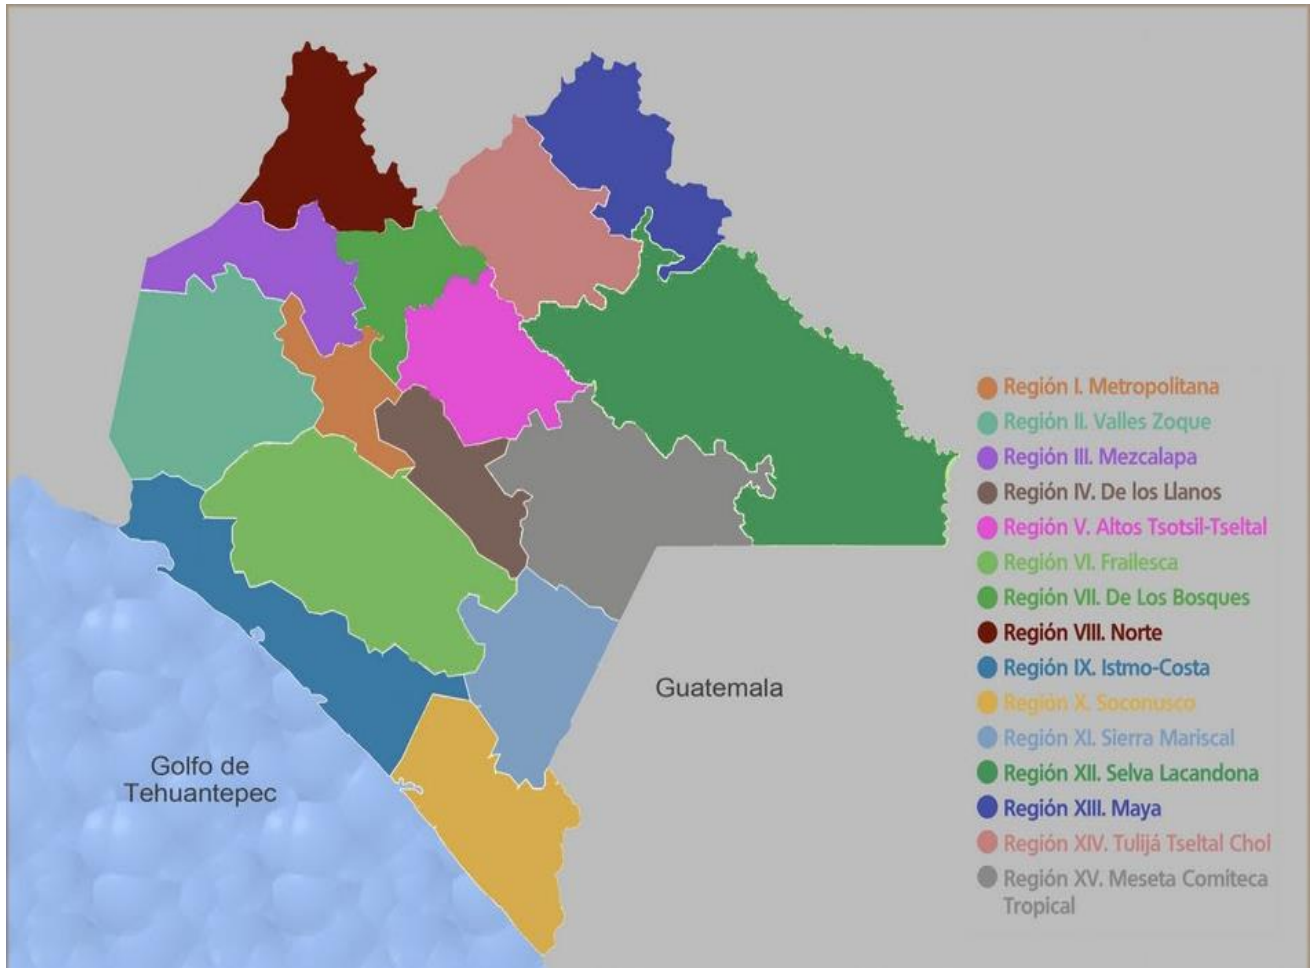 Región I. Metropolitana
Región II. Valles Zoque
Región III. Mezcalapa
Región IV. De los Llanos
Región V. Altos Tsotsil-Tseltal
Región VI. Frailesca
Región VII. De Los Bosques
Región VIII. Norte
Región IX. Istmo-Costa
Región X. Soconusco
Región XI. Sierra Mariscal
Región XII. Selva Lacandona
Región XIII. Maya
Región XIV. Tulijá Tseltal Chol
Región XV. Meseta Comiteca
Tropical
Guatemala
Golfo de
Tehuantepec